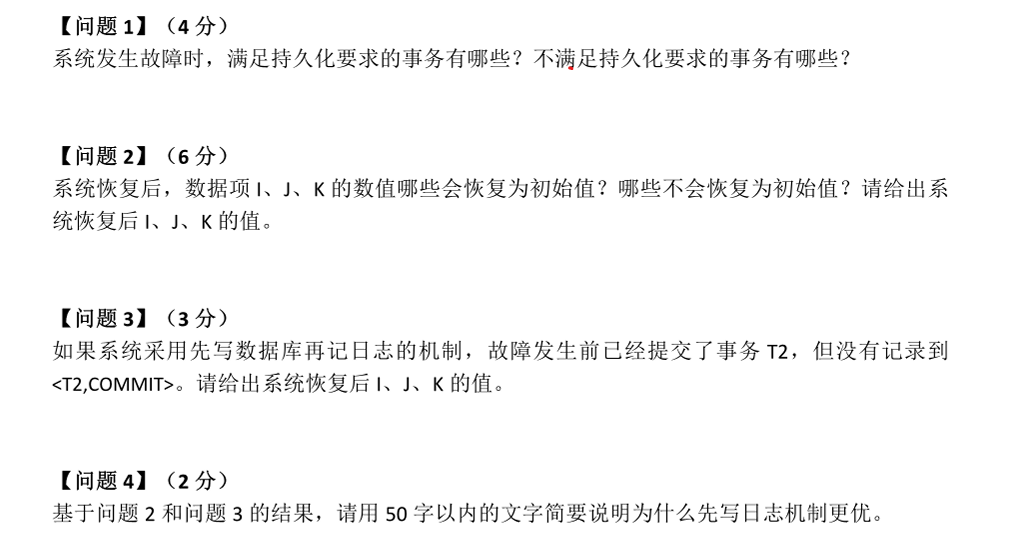 【问题 1】（4 分）
系统发生故障时，满足持久化要求的事务有哪些？不满足持久化要求的事务有哪些？
【问题 2】（6 分）
系统恢复后，数据项 I、J、K 的数值哪些会恢复为初始值？哪些不会恢复为初始值？请给出系
统恢复后 I、J、K 的值。
【问题 3】（3 分）
如果系统采用先写数据库再记日志的机制，故障发生前已经提交了事务 T2，但没有记录到
<T2,COMMIT>。请给出系统恢复后 I、J、K 的值。
【问题 4】（2 分）
基于问题 2 和问题 3 的结果，请用 50 字以内的文字简要说明为什么先写日志机制更优。